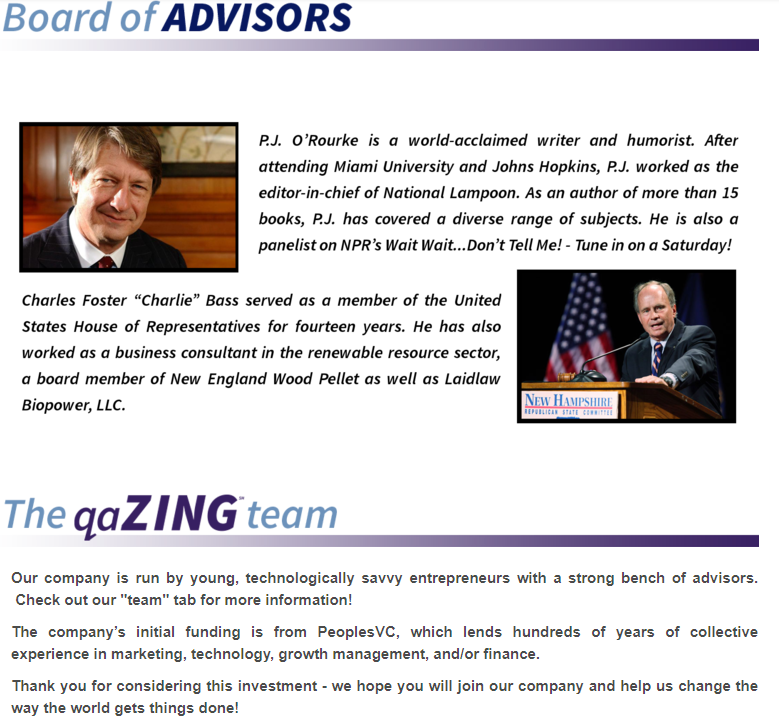 Board of ADVISORS
P.J. O'Rourke is a world-acclaimed writer and humorist. After
attending Miami University and Johns Hopkins, P.J. worked as the
editor-in-chief of National Lampoon. As an author of more than 15
books, P.J. has covered a diverse range of subjects. He is also a
panelist on NPR's Wait Wait...Don't Tell Me! - Tune in on a Saturday!
Charles Foster “Charlie” Bass served as a member of the United
States House of Representatives for fourteen years. He has also
worked as a business consultant in the renewable resource sector,
a board member of New England Wood Pellet as well as Laidlaw
Biopower, LLC.
NEW HAMPSHIRE
REPUBLICAN STATE COMMITTEE
The qaZING℠ team
Our company is run by young, technologically savvy entrepreneurs with a strong bench of advisors.
Check out our "team" tab for more information!
The company's initial funding is from PeoplesVC, which lends hundreds of years of collective
experience in marketing, technology, growth management, and/or finance.
Thank you for considering this investment - we hope you will join our company and help us change the
way the world gets things done!